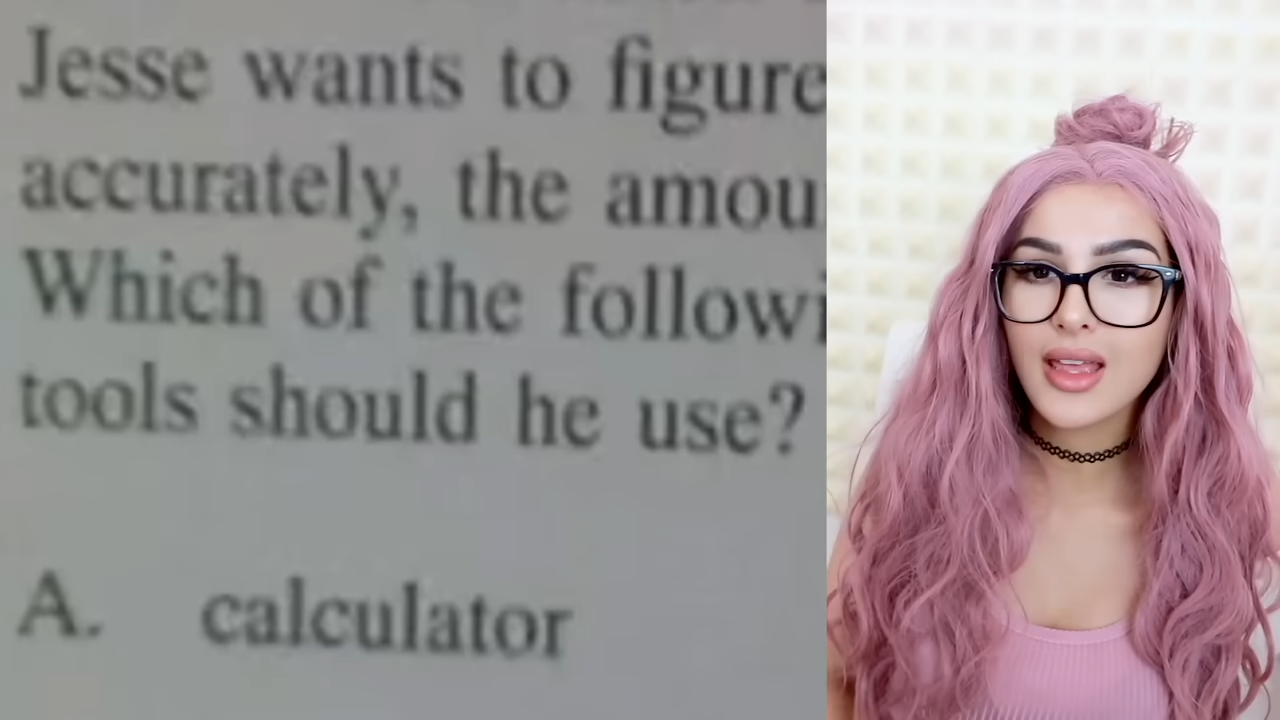 Jesse wants to figure
accurately, the amou
Which of the followi
tools should he use?
A. calculator